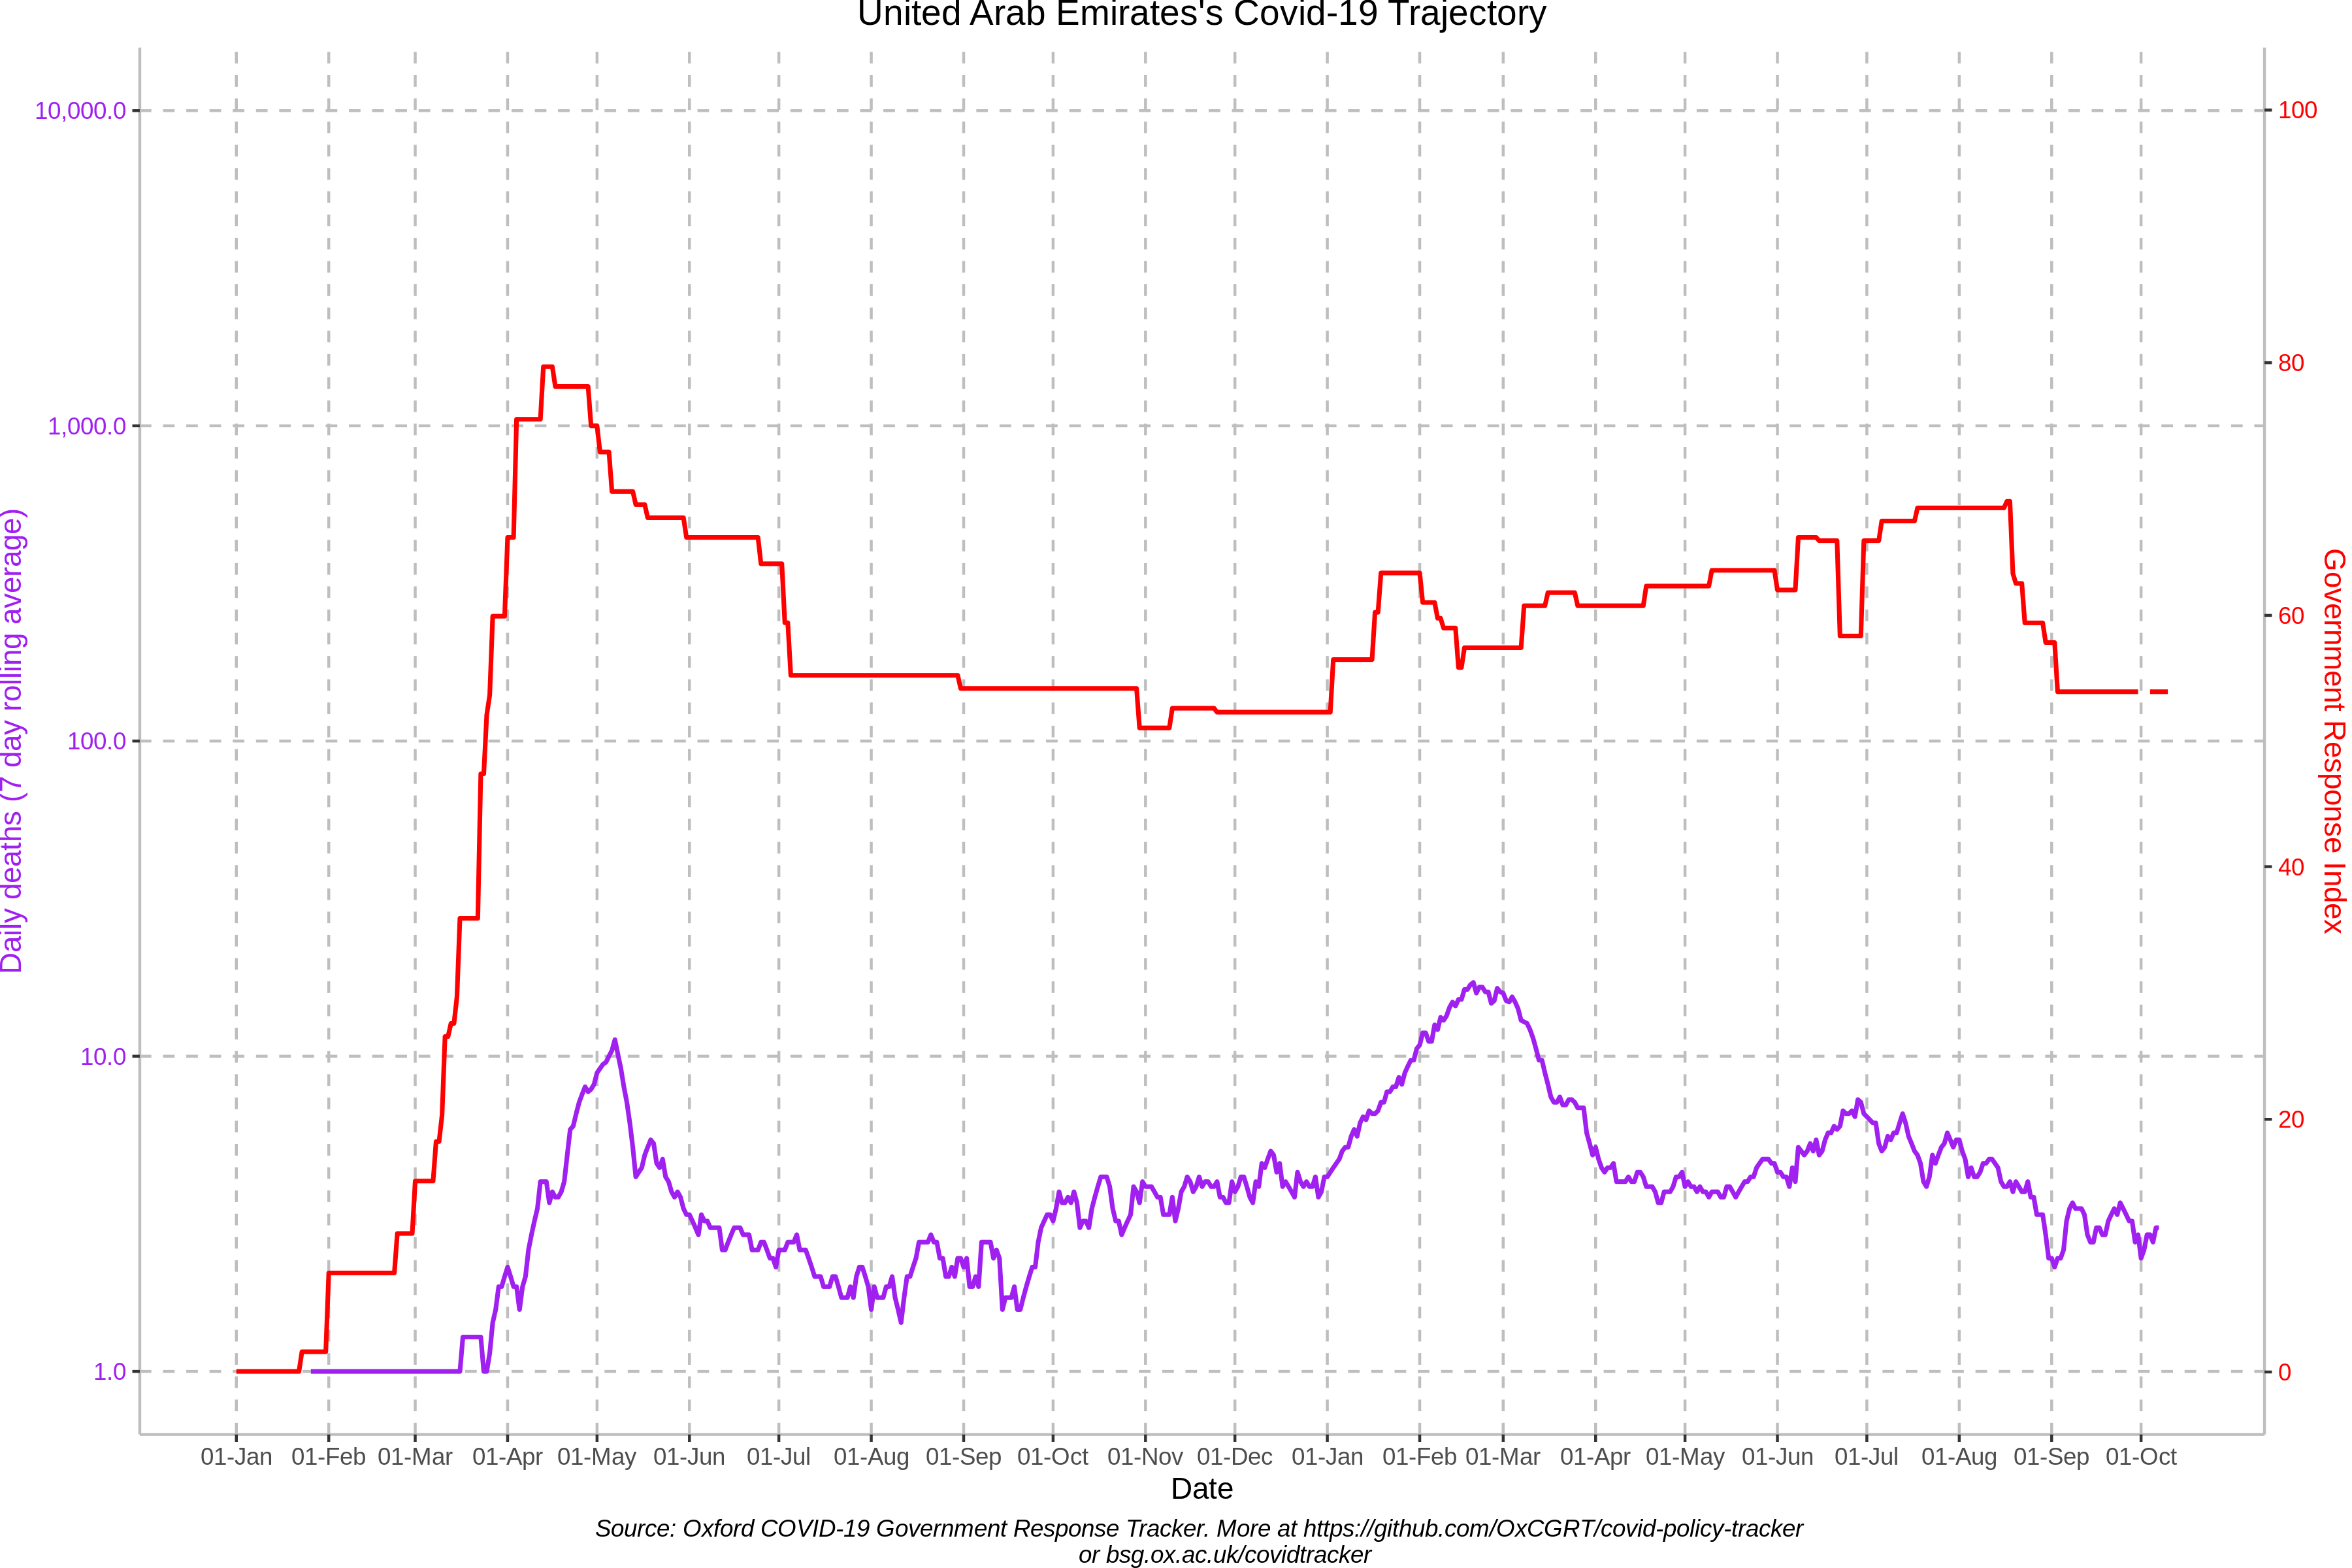 United Arab Emirates's Covid-19 Trajectory
10,000.0
1,000.0
100.0
10.0
1.0
Daily deaths (7 day rolling average)
100
80
60
40
20
0
Government Response Index
01-Jan 01-Feb 01-Mar 01-Apr 01-May 01-Jun 01-Jul 01-Aug 01-Sep 01-Oct 01-Nov 01-Dec 01-Jan 01-Feb 01-Mar 01-Apr 01-May 01-Jun 01-Jul 01-Aug 01-Sep 01-Oct
Date
Source: Oxford COVID-19 Government Response Tracker. More at https://github.com/OxCGRT/covid-policy-tracker
or bsg.ox.ac.uk/covidtracker